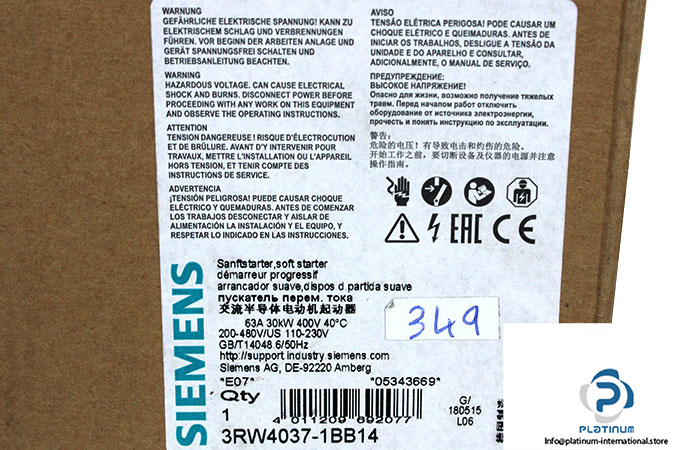 WARNUNG
GEFÄHRLICHE ELEKTRISCHE SPANNUNG! KANN ZU
ELEKTRISCHEM SCHLAG UND VERBRENNUNGEN
FÜHREN. VOR BEGINN DER ARBEITEN ANLAGE UND
GERÄT SPANNUNGSFREI SCHALTEN UND
BETRIEBSANLEITUNG BEACHTEN.
WARNING
HAZARDOUS VOLTAGE. CAN CAUSE ELECTRICAL
SHOCK AND BURNS. DISCONNECT POWER BEFORE
PROCEEDING WITH ANY WORK ON THIS EQUIPMENT
AND OBSERVE THE OPERATING INSTRUCTIONS.
ATTENTION
TENSION DANGEREUSE ! RISQUE D'ÉLECTROCUTION
ET DE BRÛLURE. AVANT D'Y INTERVENIR POUR
TRAVAUX, METTRE L'INSTALLATION OU L'APPAREIL
HORS TENSION, ET TENIR COMPTE DES
INSTRUCTIONS DE SERVICE.
ADVERTENCIA
¡TENSIÓN PELIGROSA! PUEDE CAUSAR CHOQUE
ELÉCTRICO Y QUEMADURAS. ANTES DE COMENZAR
LOS TRABAJOS DESCONECTAR Y AISLAR DE
ALIMENTACIÓN LA INSTALACIÓN Y EL EQUIPO, Y
RESPETAR LO INDICADO EN LAS INSTRUCCIONES.
AVISO
TENSÃO ELÉTRICA PERIGOSA! PODE CAUSAR UM
CHOQUE ELÉTRICO E QUEIMADURAS. ANTES DE
INICIAR OS TRABALHOS, DESLIGUE A TENSÃO DA
UNIDADE E DO APARELHO E CONSULTAR,
ADICIONALMENTE, O MANUAL DE SERVIÇO.
ПРЕДУПРЕЖДЕНИЕ:
ВЫСОКОЕ НАПРЯЖЕНИЕ!
Опасно для жизни, возможно получение тяжелых
травм. Перед началом работ отключить
оборудование от источника электроэнергии,
прочесть и понять инструкцию по эксплуатации.
警告:
危险的电压! 有导致电击和灼伤的危险。
开始工作之前, 要切断设备及仪器的电源并注意
操作指南。
EAC CE
SIEMENS
Sanftstarter,soft starter
démarreur progressif
arrancador suave,dispos d.partida suave
пускатель перем. тока
交流半导体电动机起动器
63A 30kW 400V 40°C
200-480V/US 110-230V
GB/T14048.6/50Hz
http://support.industry.siemens.com
Siemens AG, DE-92220 Amberg
*E07* *05343669*
Qty
1
4 011209 692077
3RW4037-1BB14
G/
180515
L06
349
PLATINUM
info@platinum-international.store